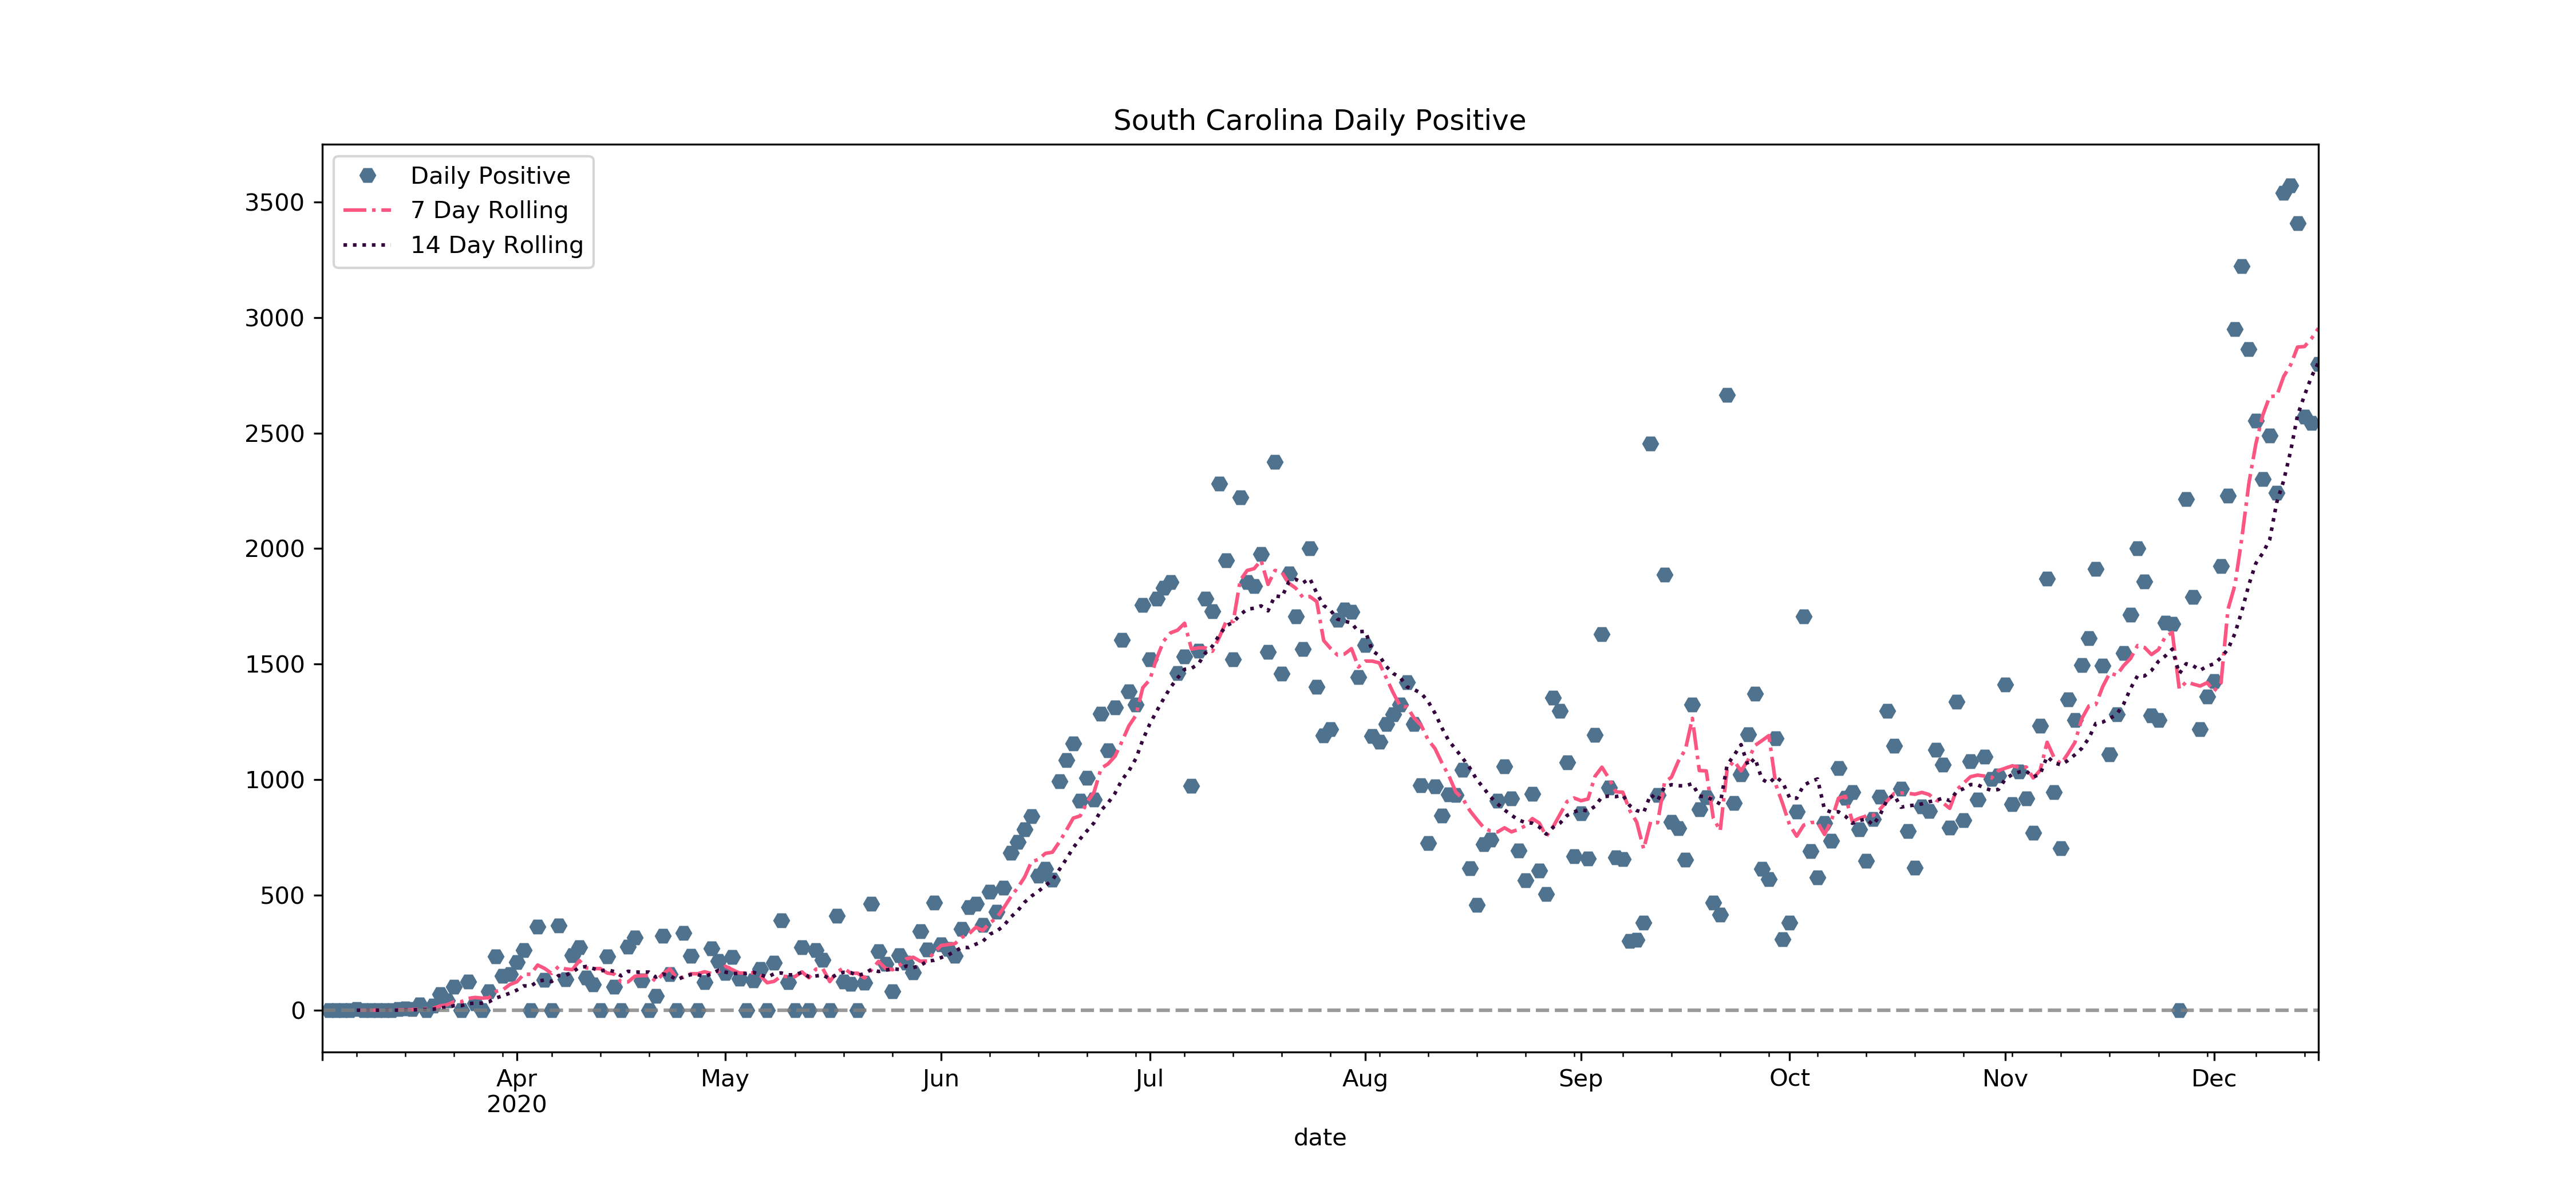 South Carolina Daily Positive
Daily Positive
7 Day Rolling
14 Day Rolling
3500
3000
2500
2000
1500
1000
500
0
Apr May Jun Jul Aug Sep Oct Nov Dec
2020
date